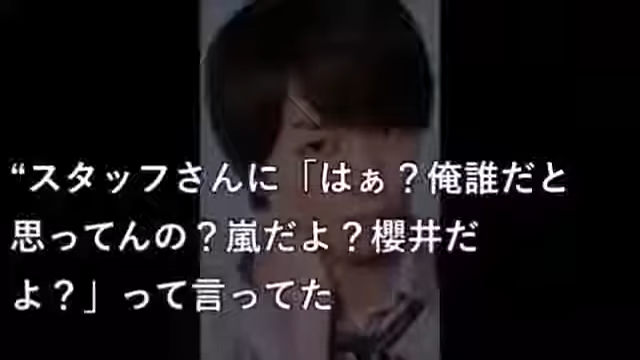 “スタッフさんに「はぁ？俺誰だと
思ってんの？嵐だよ？櫻井だ
よ？」って言ってた